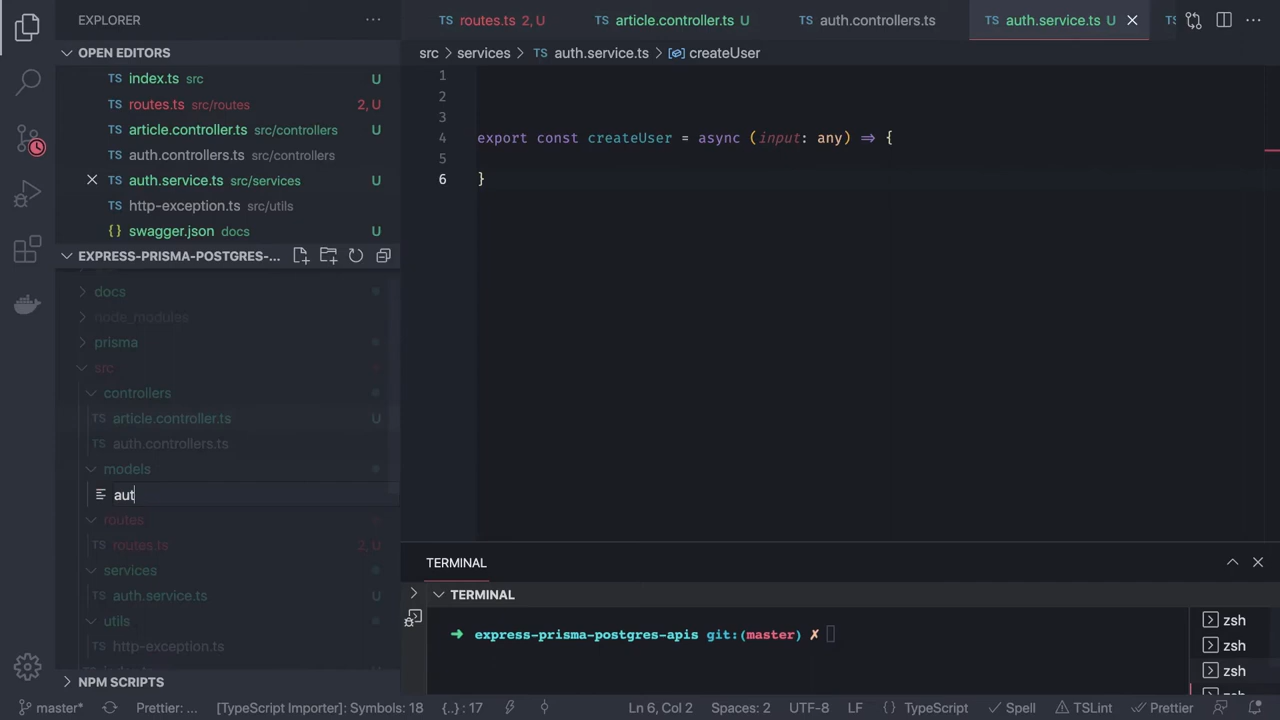 EXPLORER
routes.ts 2, U
article.controller.ts U
auth.controllers.ts
auth.service.ts U
OPEN EDITORS
src services auth.service.ts createUser
TS index.ts src U
TS routes.ts src/routes 2, U
TS article.controller.ts src/controllers U
TS auth.controllers.ts src/controllers
TS auth.service.ts src/services U
TS http-exception.ts src/utils
{} swagger.json docs U
EXPRESS-PRISMA-POSTGRES-...
docs
node_modules
prisma
src
controllers
TS article.controller.ts U
TS auth.controllers.ts
models
aut
routes
TS routes.ts 2, U
services
TS auth.service.ts U
utils
TS http-exception.ts
NPM SCRIPTS
1
2
3
4 export const createUser = async (input: any) => {
5
6 }
TERMINAL
TERMINAL
➜ express-prisma-postgres-apis git:(master) ✗
zsh
zsh
zsh
master* Prettier: ... [TypeScript Importer]: Symbols: 18 {..} : 17 Ln 6, Col 2 Spaces: 2 UTF-8 LF TypeScript Spell TSLint Prettier